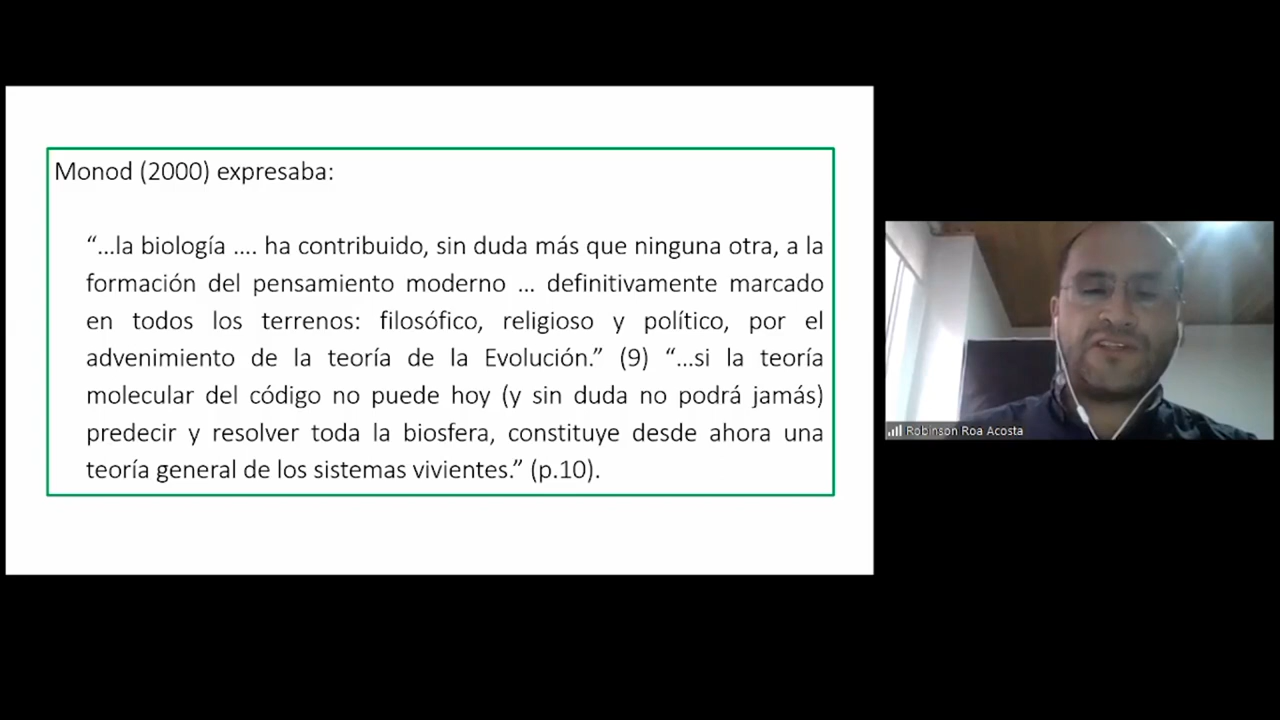 Monod (2000) expresaba:
“…la biología .... ha contribuido, sin duda más que ninguna otra, a la
formación del pensamiento moderno … definitivamente marcado
en todos los terrenos: filosófico, religioso y político, por el
advenimiento de la teoría de la Evolución.” (9) “…si la teoría
molecular del código no puede hoy (y sin duda no podrá jamás)
predecir y resolver toda la biosfera, constituye desde ahora una
teoría general de los sistemas vivientes.” (p.10).
Robinson Roa Acosta